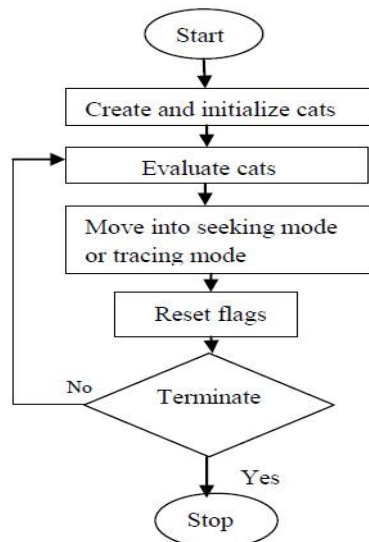 Start
Create and initialize cats
Evaluate cats
Move into seeking mode
or tracing mode
Reset flags
No
Terminate
Yes
Stop